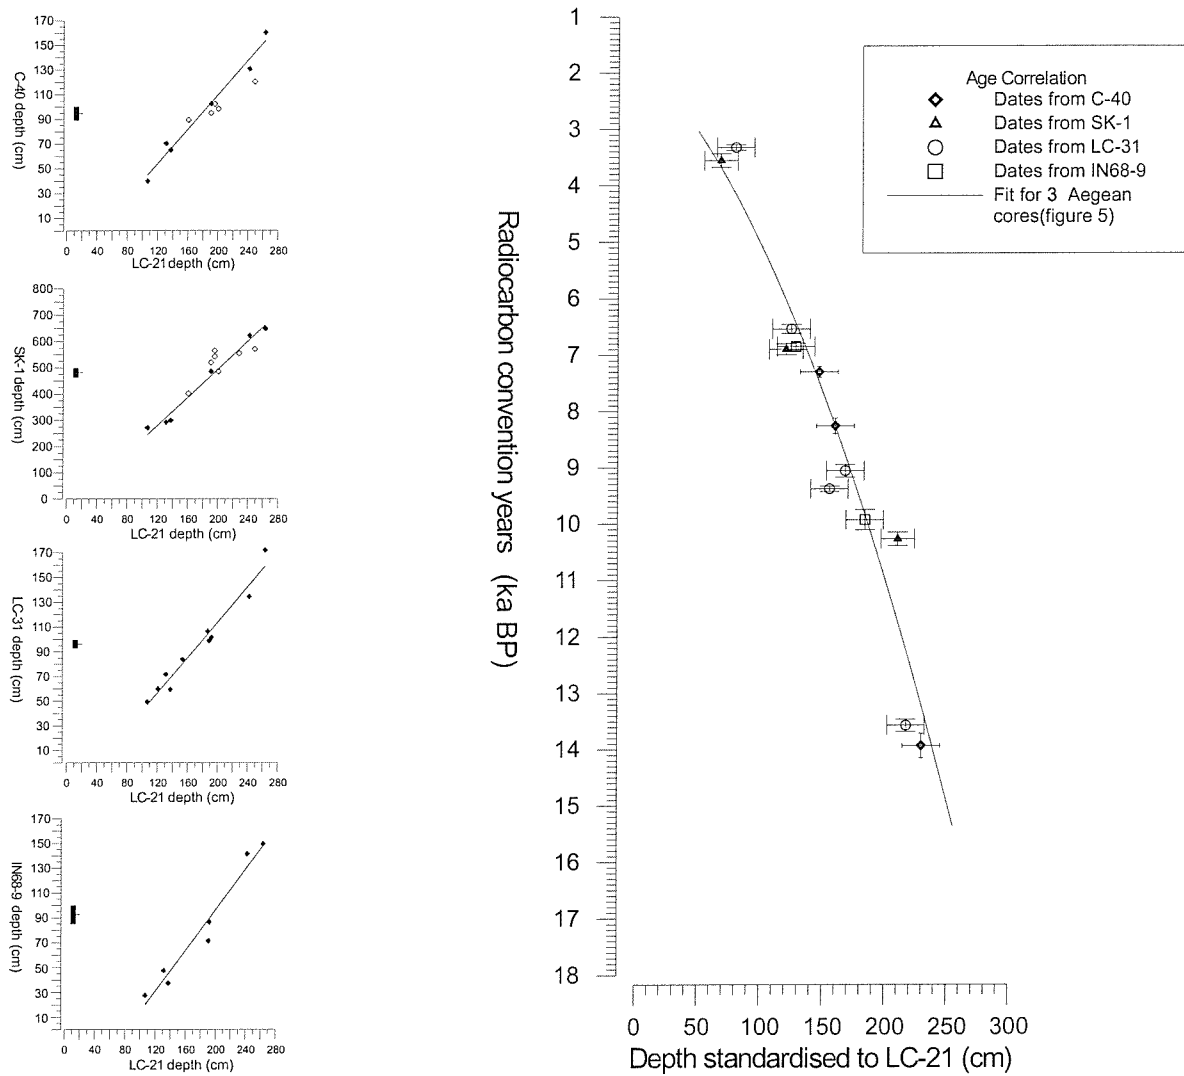 170
150
130
110
90
70
50
30
10
C-40 depth (cm)
0 40 80 120 160 200 240 280
LC-21 depth (cm)
800
700
600
500
400
300
200
100
0
SK-1 depth (cm)
0 40 80 120 160 200 240 280
LC-21 depth (cm)
170
150
130
110
90
70
50
30
10
LC-31 depth (cm)
0 40 80 120 160 200 240 280
LC-21 depth (cm)
150
130
110
90
70
50
30
10
IN68-9 depth (cm)
0 40 80 120 160 200 240 280
LC-21 depth (cm)
Radiocarbon convention years (ka BP)
1
2
3
4
5
6
7
8
9
10
11
12
13
14
15
16
17
18
0 50 100 150 200 250 300
Depth standardised to LC-21 (cm)
Age Correlation
Dates from C-40
Dates from SK-1
Dates from LC-31
Dates from IN68-9
Fit for 3 Aegean
cores(figure 5)